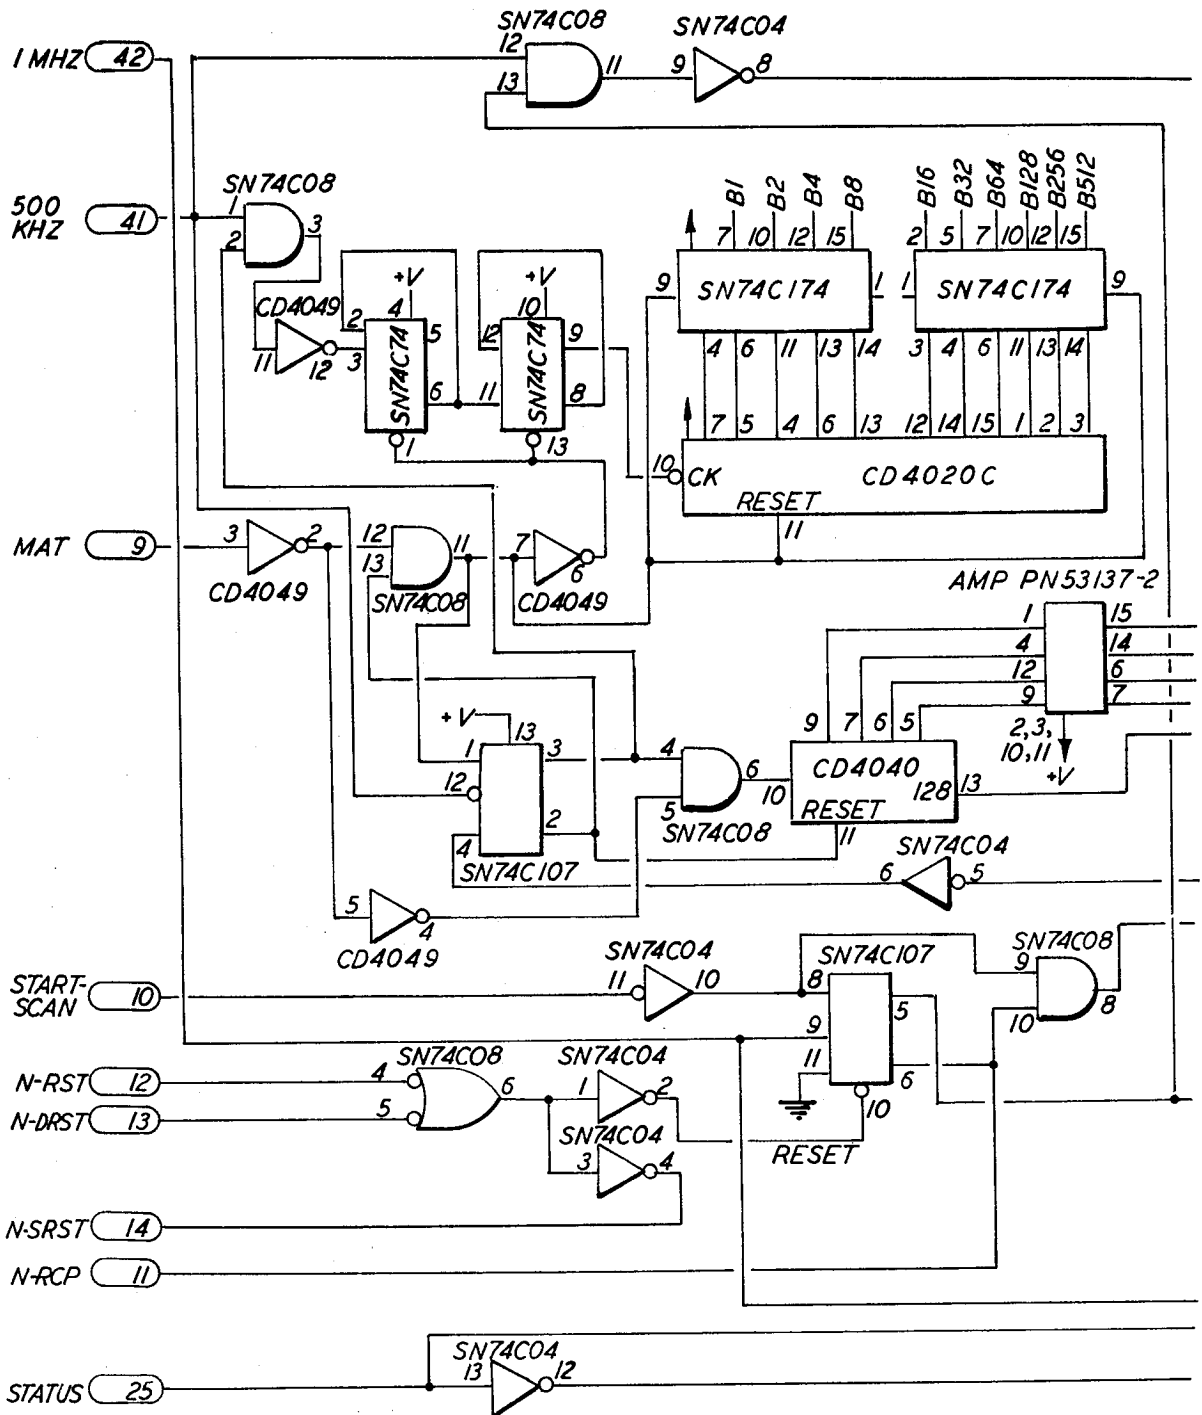 SN74C08
SN74C04
1 MHZ 42
12
13
11
9
8
SN74C08
500
KHZ 41
1
2
3
B1
B2
B4
B8
B16
B32
B64
B128
B256
B512
7 10 12 15
2 5 7 10 12 15
9 SN74C174 1
1 SN74C174 9
4 6 11 13 14
3 4 6 11 13 14
CD4049
11 12
+V
4
2
3
5
6
SN74C74
1
+V
10
12
11
9
8
SN74C74
13
7 5 4 6 13 12 14 15 1 2 3
10 CK CD4020C
RESET
11
MAT 9
3 2
CD4049
12
13
11
SN74C08
7 6
CD4049
AMP PN53137-2
1
4
12
9
15
14
6
7
2,3,
10,11
+V
+V
13
1
12
4
3
2
SN74C107
4
5
6
SN74C08
9 7 6 5
10
CD4040
128 13
RESET
11
SN74C04
6 5
5 4
CD4049
START-
SCAN 10
SN74C04
11 10
SN74C107
8
9
11
5
6
10
RESET
SN74C08
9
10
8
N-RST 12
N-DRST 13
SN74C08
4
5
6
SN74C04
1 2
SN74C04
3 4
N-SRST 14
N-RCP 11
STATUS 25
SN74C04
13 12